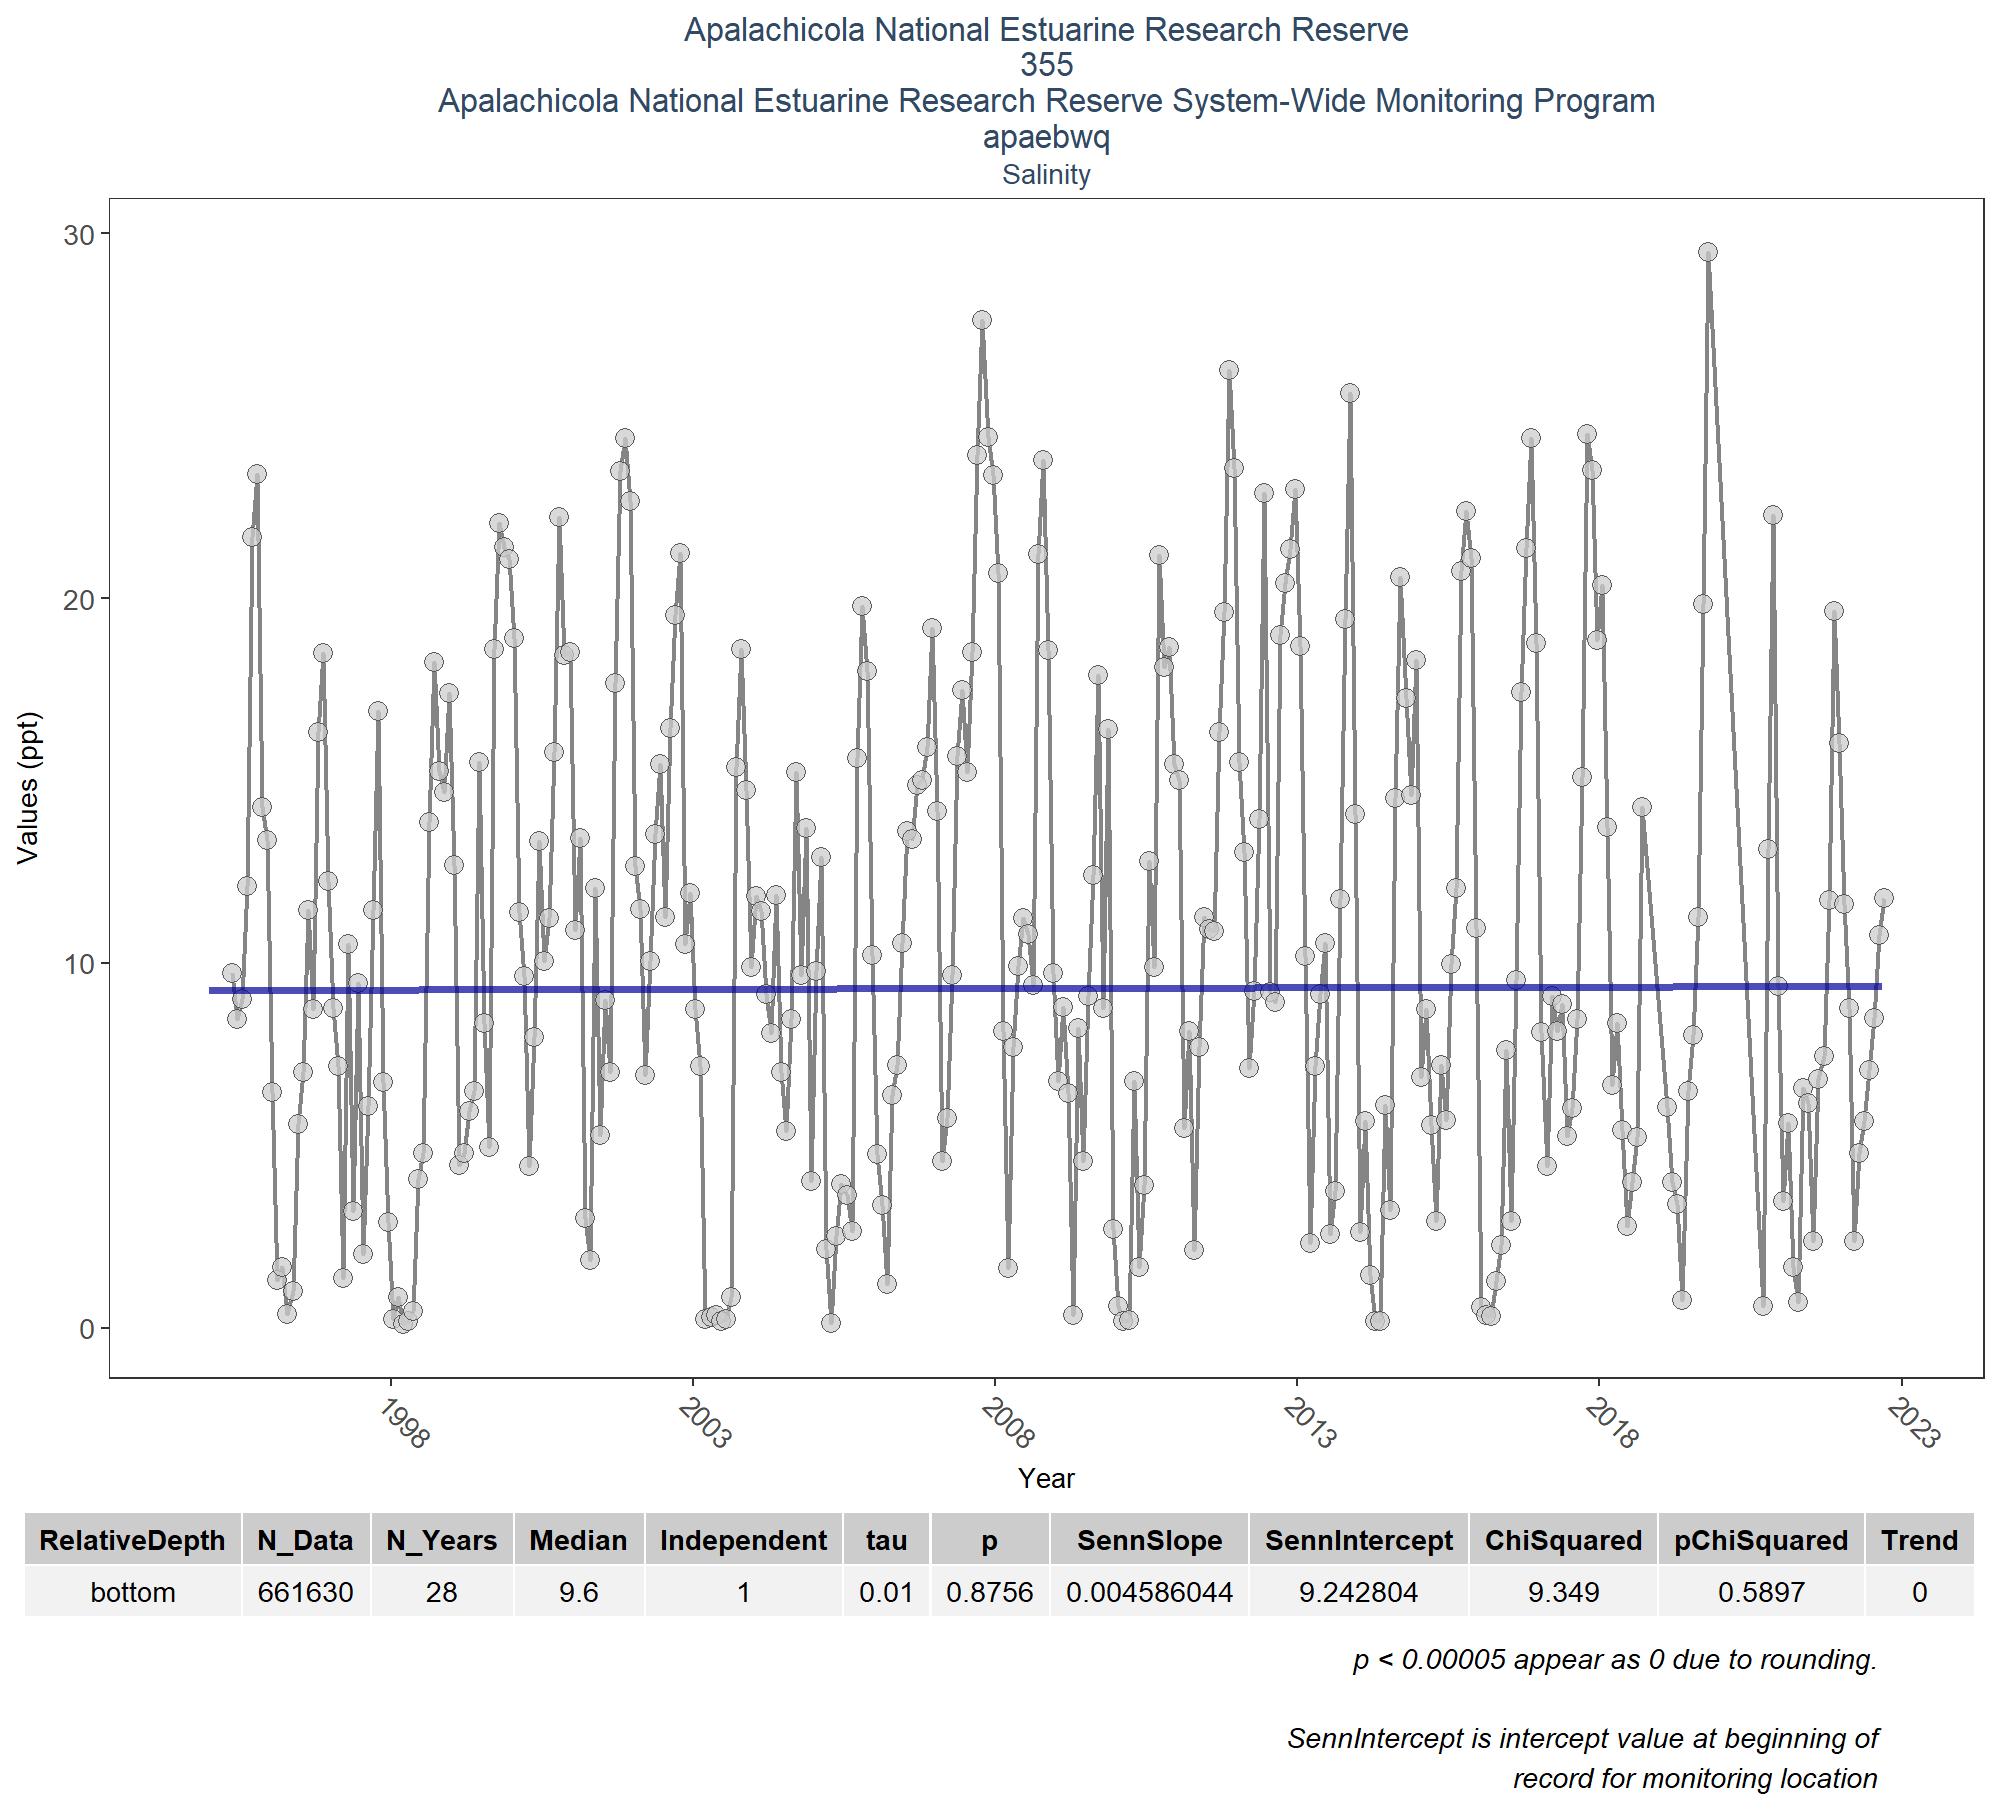 Apalachicola National Estuarine Research Reserve
355
Apalachicola National Estuarine Research Reserve System-Wide Monitoring Program
apaebwq
Salinity
30
20
10
0
Values (ppt)
1998
2003
2008
2013
2018
2023
Year
RelativeDepth N_Data N_Years Median Independent tau p SennSlope SennIntercept ChiSquared pChiSquared Trend
bottom 661630 28 9.6 1 0.01 0.8756 0.004586044 9.242804 9.349 0.5897 0
p < 0.00005 appear as 0 due to rounding.
SennIntercept is intercept value at beginning of
record for monitoring location